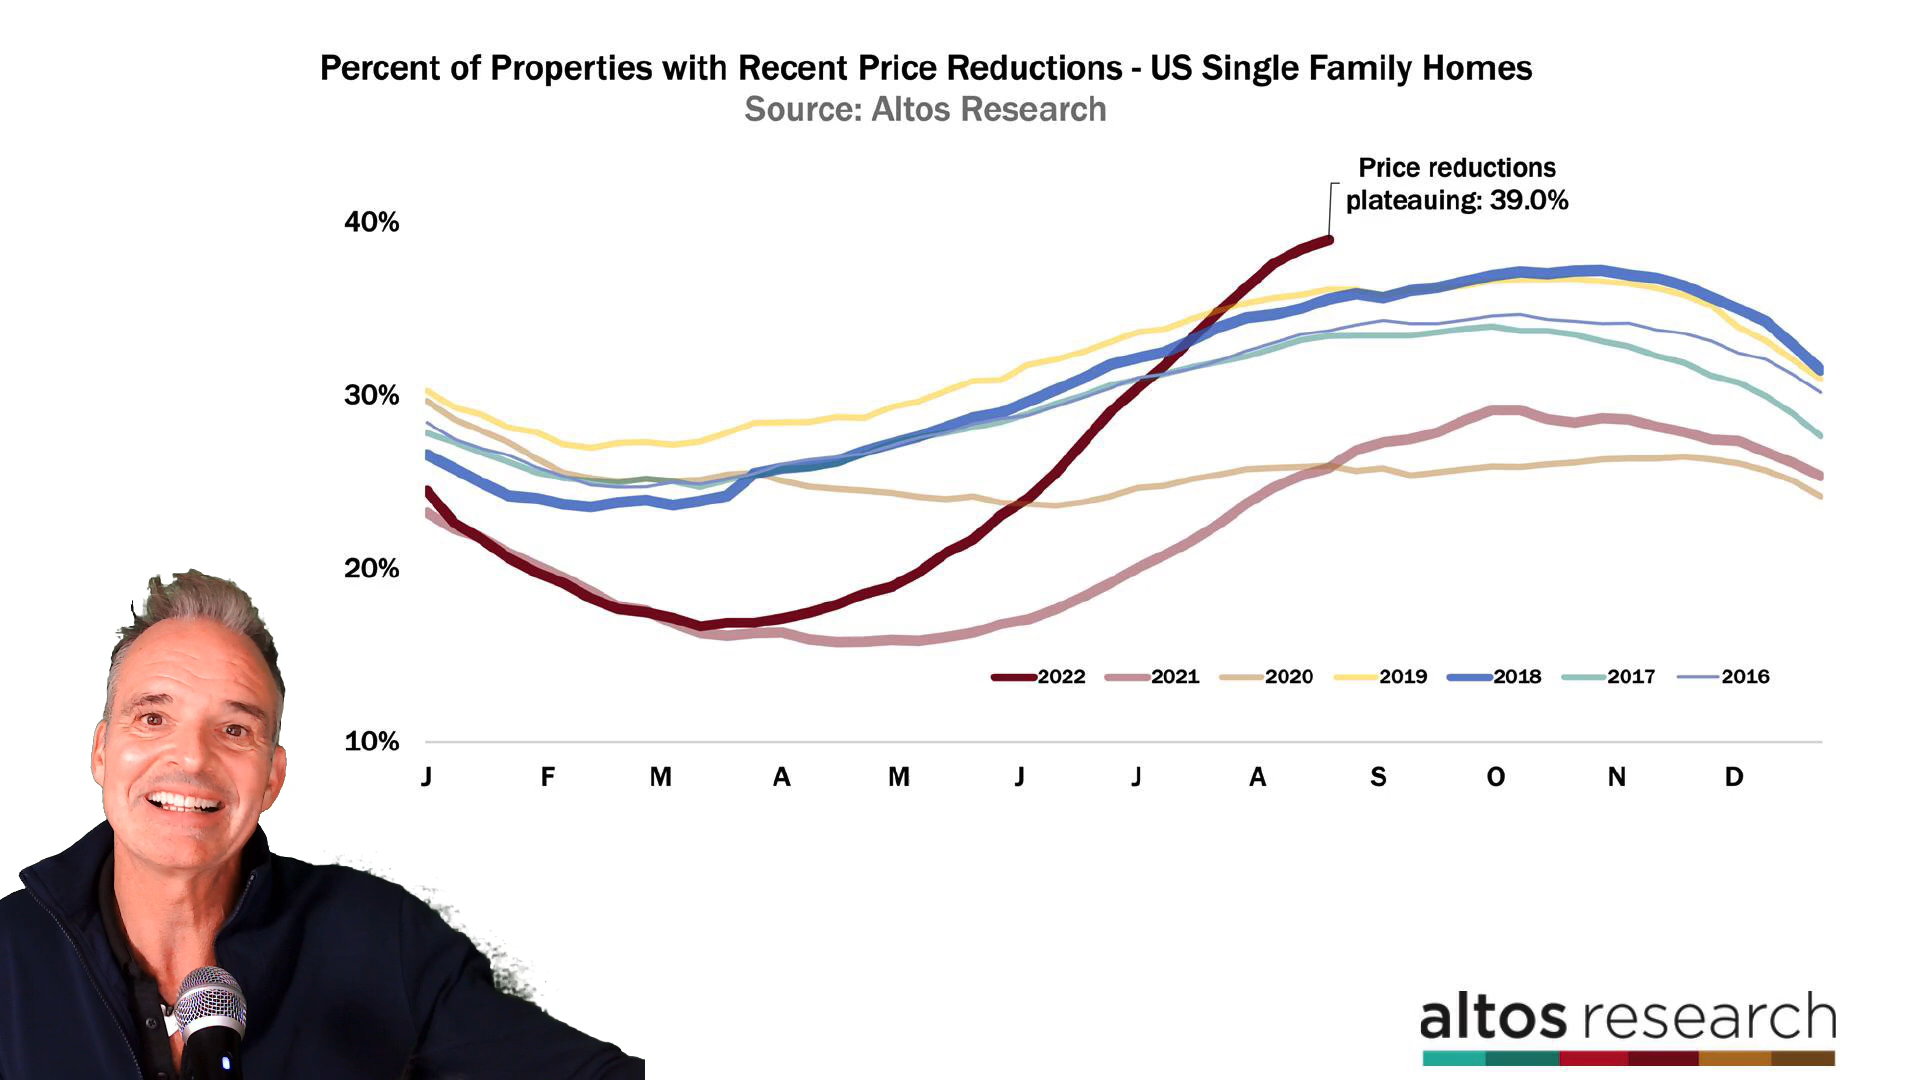 Percent of Properties with Recent Price Reductions - US Single Family Homes
Source: Altos Research
Price reductions
plateauing: 39.0%
40%
30%
20%
10%
2022 2021 2020 2019 2018 2017 2016
J F M A M J J A S O N D
altos research